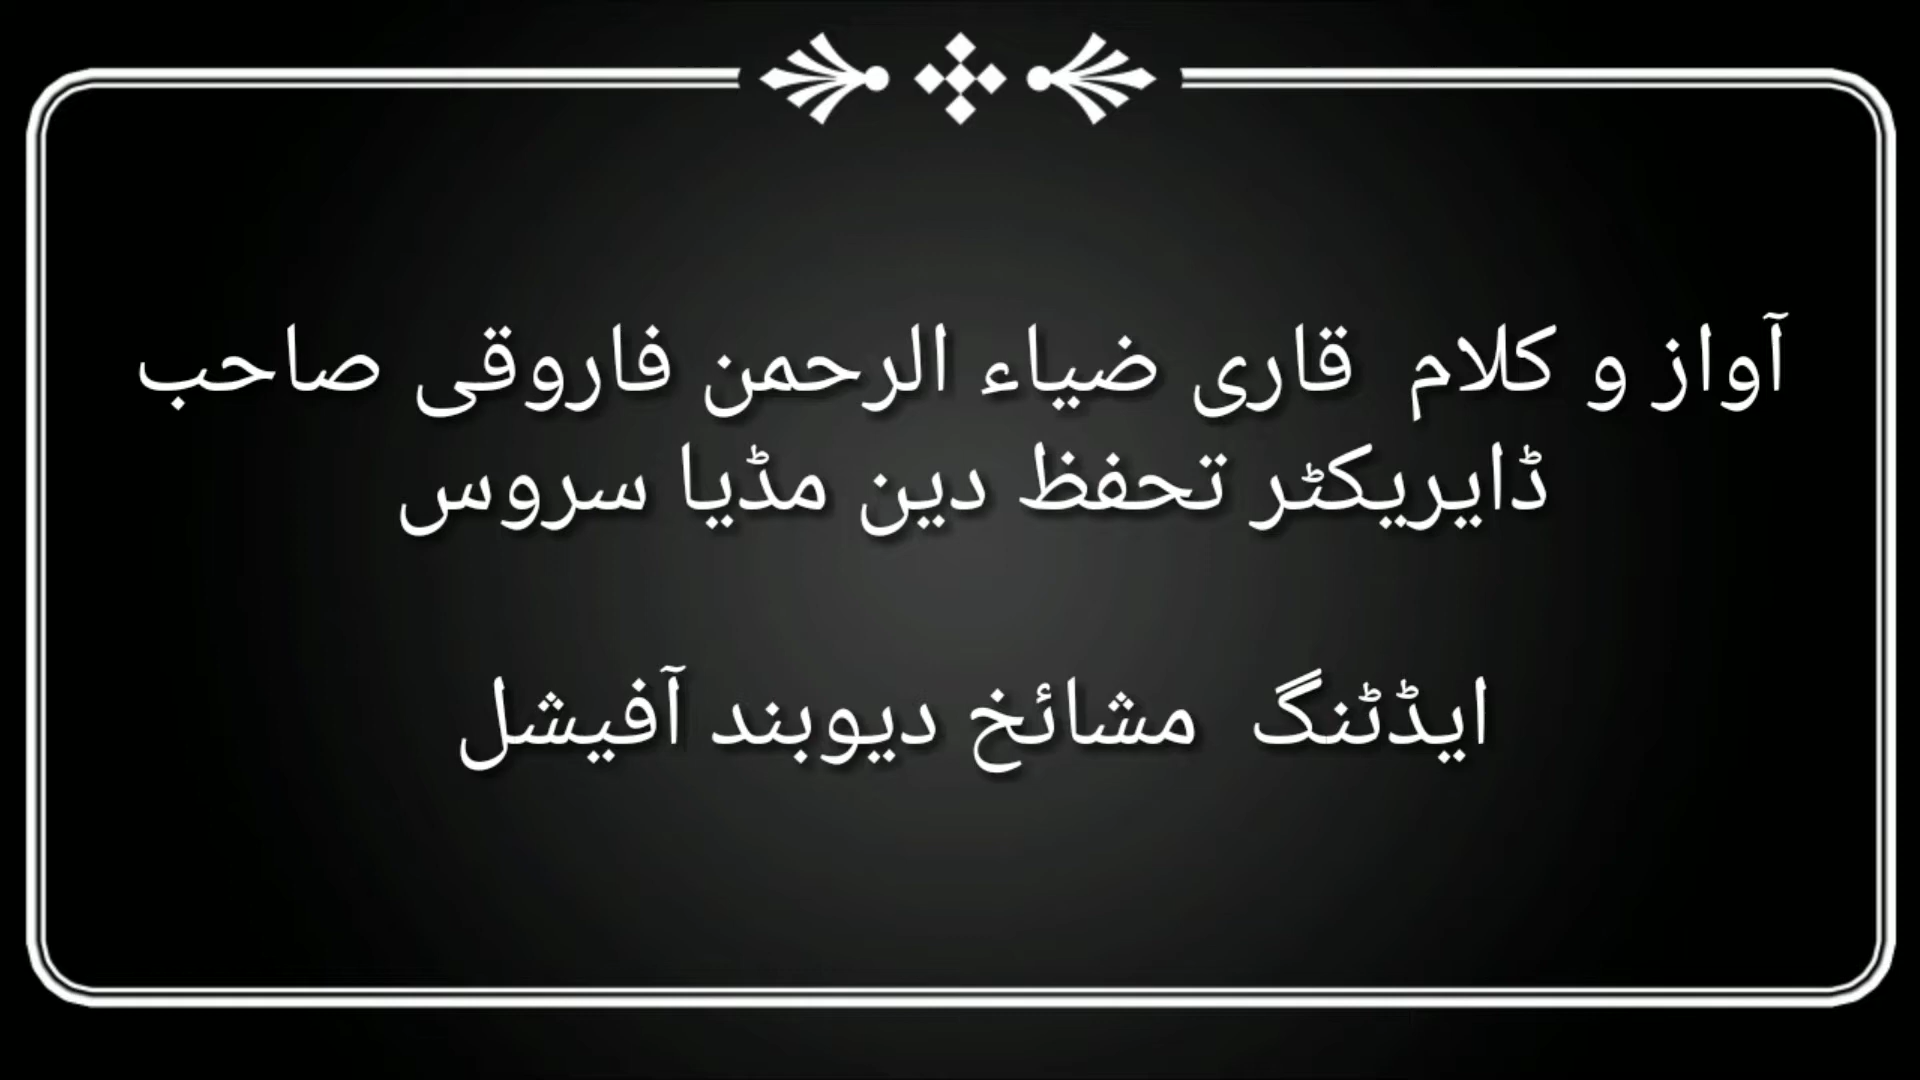 آواز و کلام  قاری ضیاء الرحمن فاروقی صاحب
ڈایریکٹر تحفظ دین مڈیا سروس
ایڈٹنگ  مشائخ دیوبند آفیشل